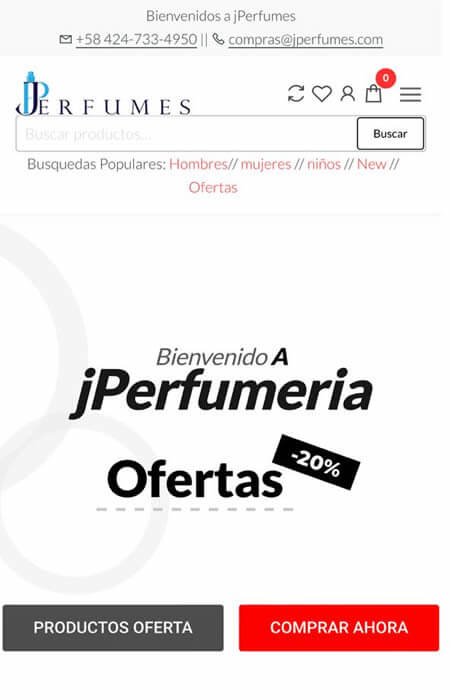 Bienvenidos a jPerfumes
+58 424-733-4950 || compras@jperfumes.com
0
JPERFUMES
Buscar productos...
Buscar
Busquedas Populares: Hombres// mujeres // niños // New //
Ofertas
Bienvenido A
jPerfumeria
Ofertas -20%
PRODUCTOS OFERTA
COMPRAR AHORA